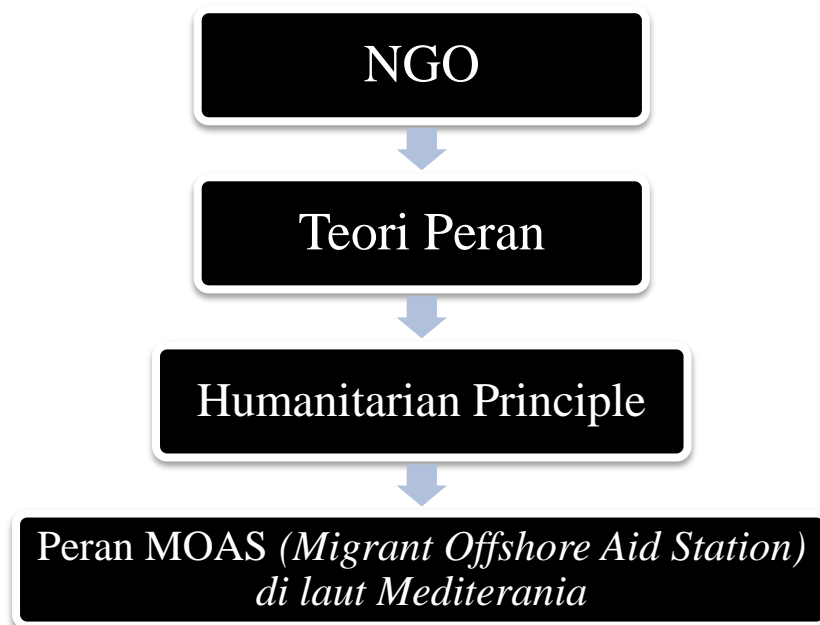 NGO
Teori Peran
Humanitarian Principle
Peran MOAS (Migrant Offshore Aid Station)
di laut Mediterania